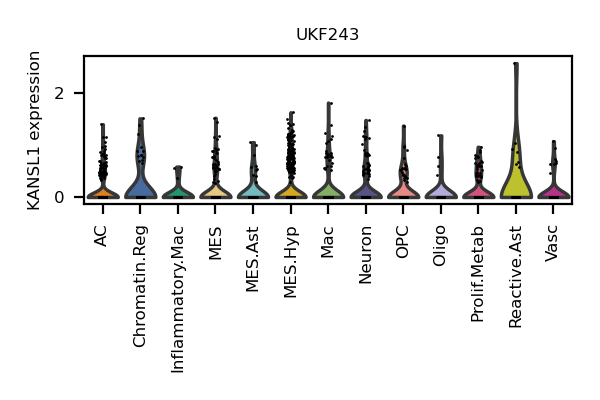 UKF243
KANSL1 expression
2
0
AC
Chromatin.Reg
Inflammatory.Mac
MES
MES.Ast
MES.Hyp
Mac
Neuron
OPC
Oligo
Prolif.Metab
Reactive.Ast
Vasc